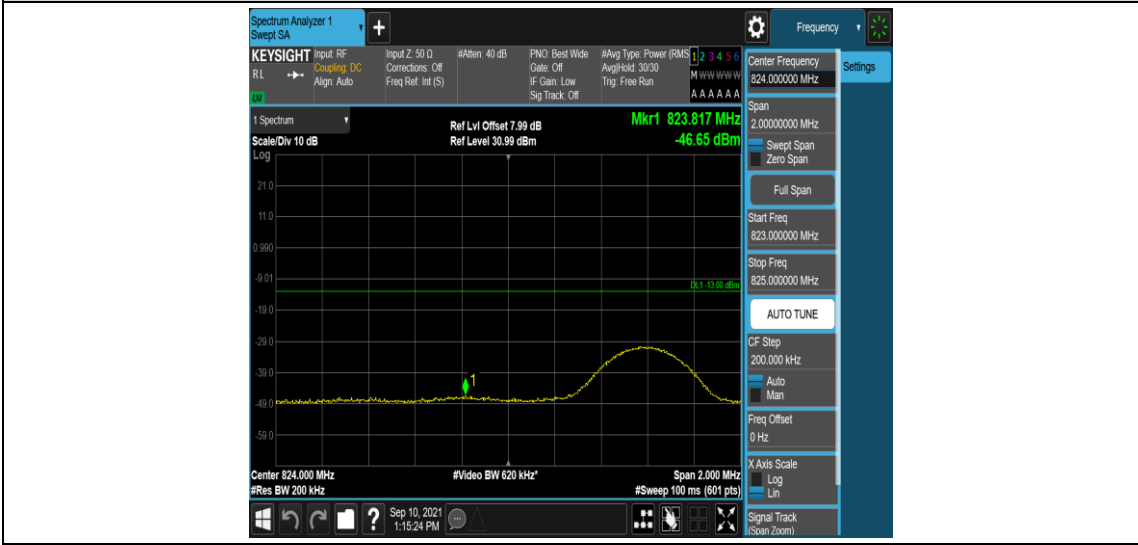 Spectrum Analyzer 1
Swept SA
+
Frequency
KEYSIGHT
RL
LM
Input: RF
Coupling: DC
Align: Auto
Input Z: 50 Ω
Corrections: Off
Freq Ref: Int (S)
#Atten: 40 dB
PNO: Best Wide
Gate: Off
IF Gain: Low
Sig Track: Off
#Avg Type: Power (RMS
Avg|Hold: 30/30
Trig: Free Run
1 2 3 4 5 6
M W W W W W
A A A A A A
1 Spectrum
Scale/Div 10 dB
Log
Ref Lvl Offset 7.99 dB
Ref Level 30.99 dBm
Mkr1 823.817 MHz
-46.65 dBm
21.0
11.0
0.990
-9.01
DL1 -13.00 dBm
-19.0
-29.0
-39.0
1
-49.0
-59.0
Center 824.000 MHz
#Res BW 200 kHz
#Video BW 620 kHz*
Span 2.000 MHz
#Sweep 100 ms (601 pts)
?
Sep 10, 2021
1:15:24 PM
Center Frequency
824.000000 MHz
Settings
Span
2.00000000 MHz
Swept Span
Zero Span
Full Span
Start Freq
823.000000 MHz
Stop Freq
825.000000 MHz
AUTO TUNE
CF Step
200.000 kHz
Auto
Man
Freq Offset
0 Hz
X Axis Scale
Log
Lin
Signal Track
(Span Zoom)